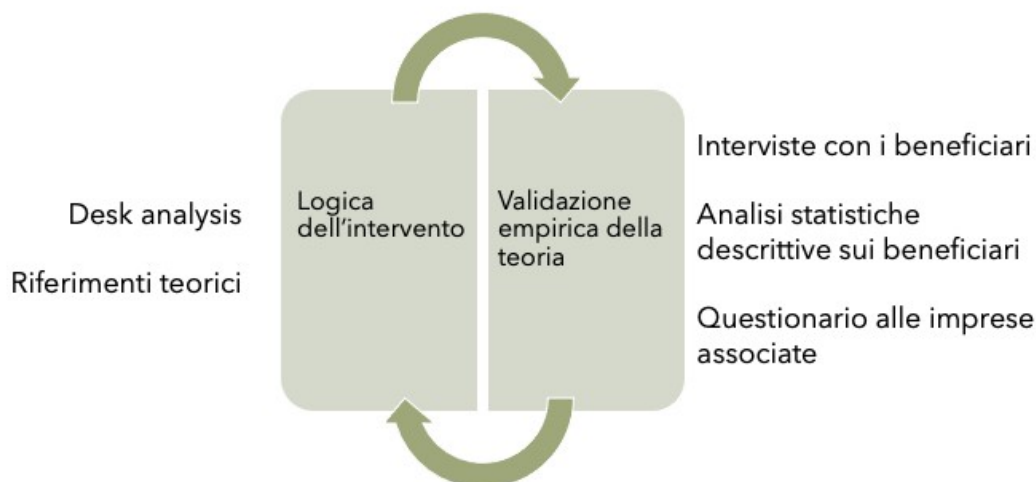 Desk analysis
Riferimenti teorici
Logica
dell'intervento
Validazione
empirica della
teoria
Interviste con i beneficiari
Analisi statistiche
descrittive sui beneficiari
Questionario alle imprese
associate